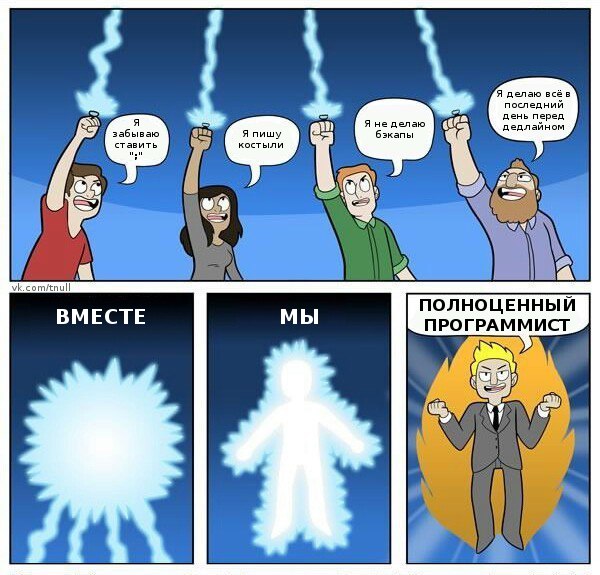 Я
забываю
ставить
";"
Я пишу
костыли
Я не делаю
бэкапы
Я делаю всё в
последний
день перед
дедлайном
vk.com/tnull
ВМЕСТЕ
МЫ
ПОЛНОЦЕННЫЙ
ПРОГРАММИСТ